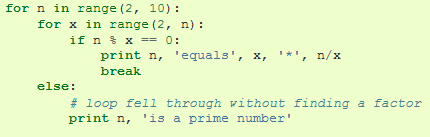 for n in range(2, 10):
    for x in range(2, n):
        if n % x == 0:
            print n, 'equals', x, '*', n/x
            break
    else:
        # loop fell through without finding a factor
        print n, 'is a prime number'